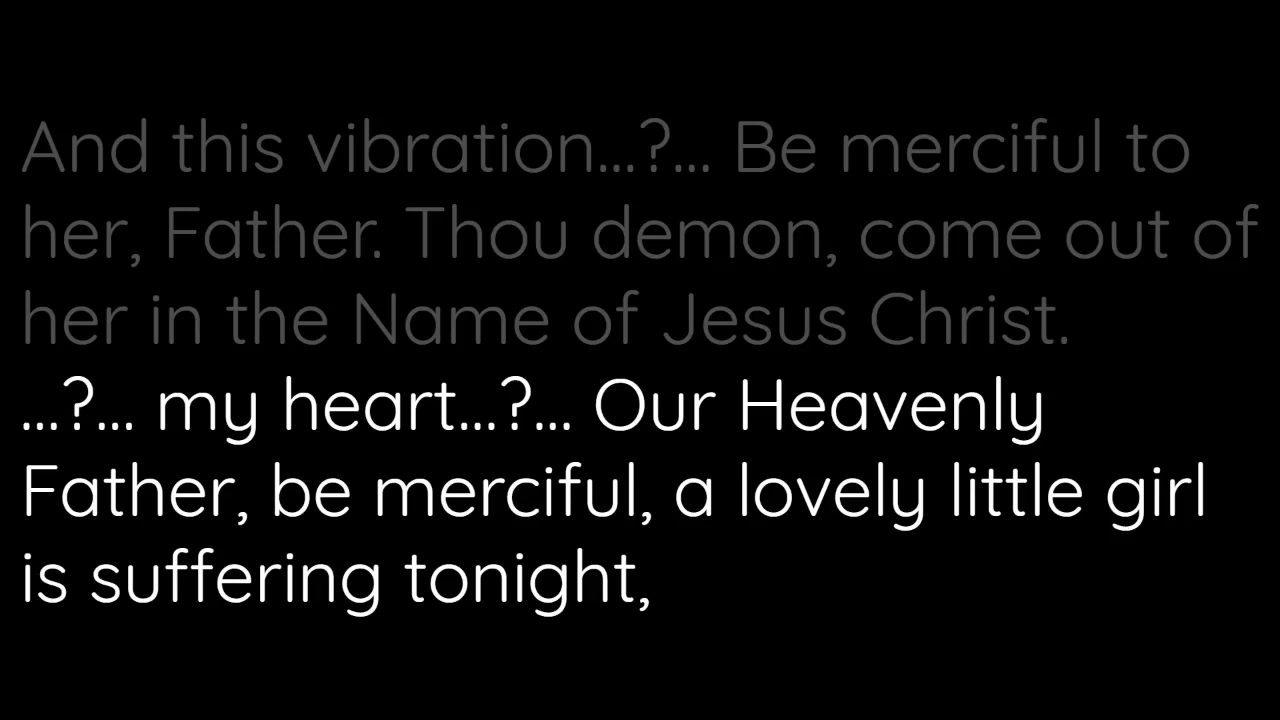 And this vibration...?... Be merciful to
her, Father. Thou demon, come out of
her in the Name of Jesus Christ.
...?... my heart...?... Our Heavenly
Father, be merciful, a lovely little girl
is suffering tonight,